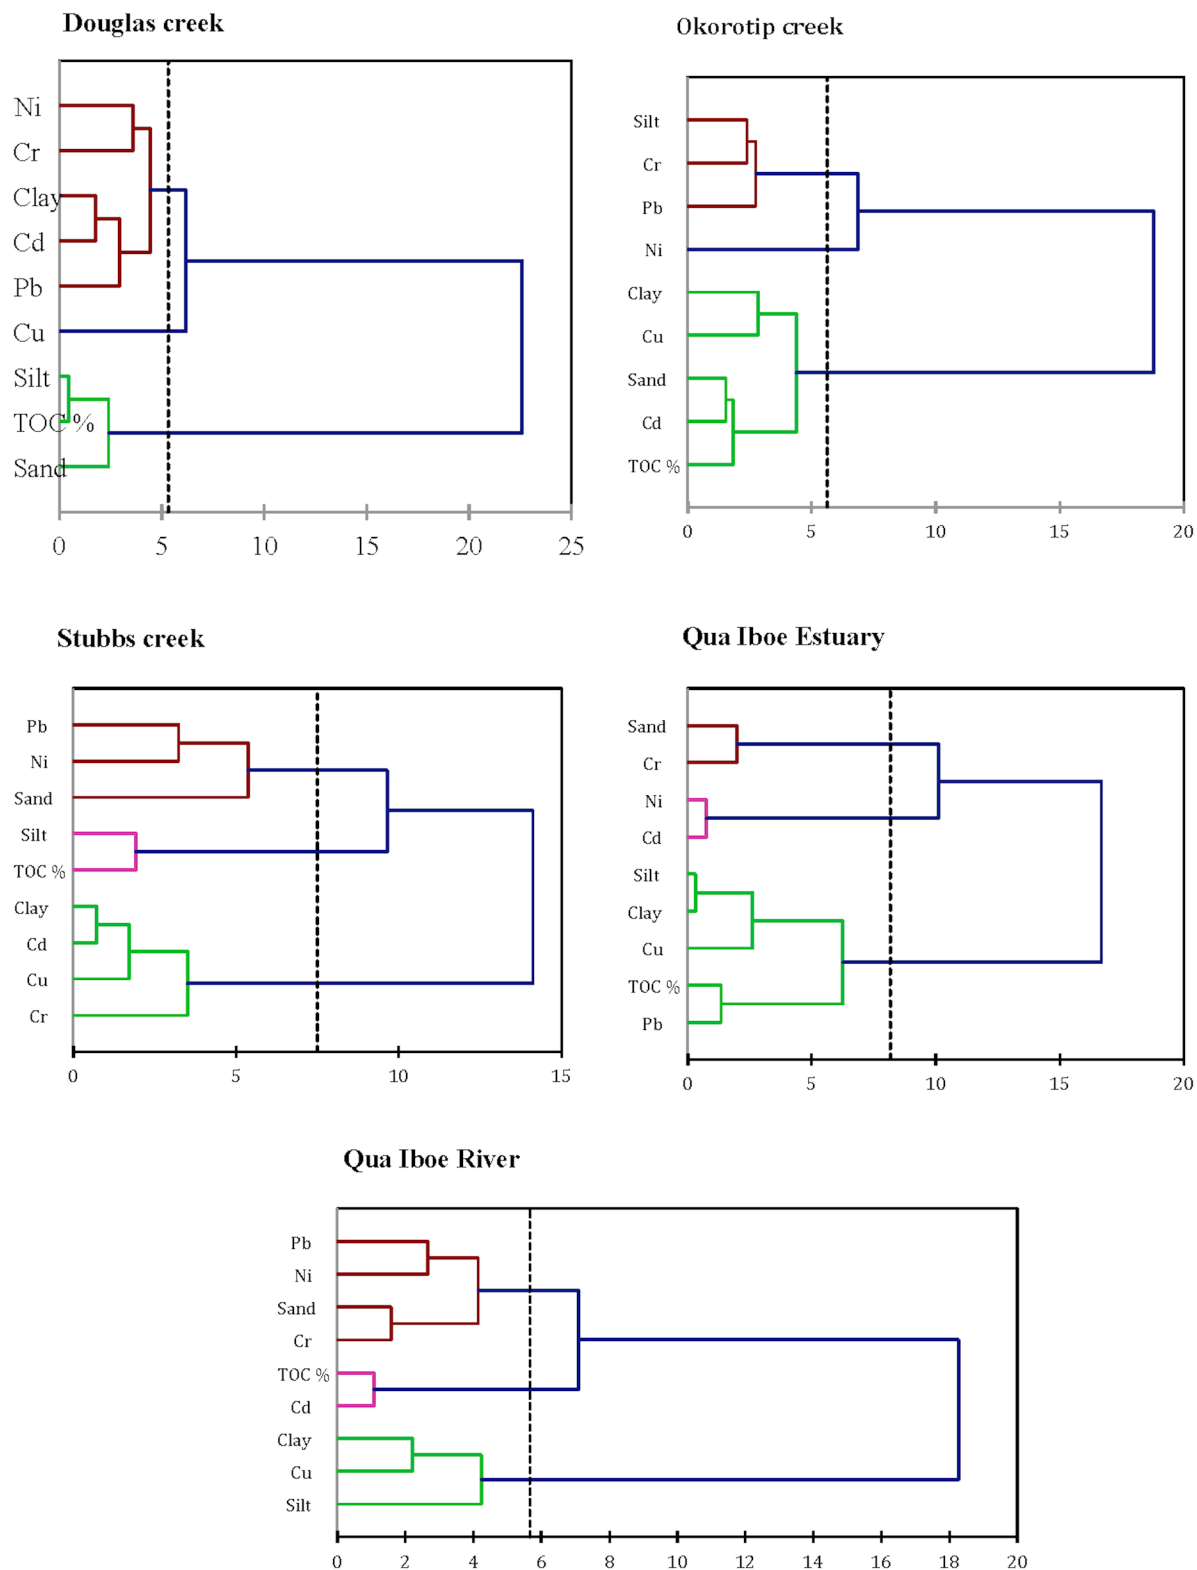 Douglas creek
Ni
Cr
Clay
Cd
Pb
Cu
Silt
TOC %
Sand
0 5 10 15 20 25
Okorotip creek
Silt
Cr
Pb
Ni
Clay
Cu
Sand
Cd
TOC %
0 5 10 15 20
Stubbs creek
Pb
Ni
Sand
Silt
TOC %
Clay
Cd
Cu
Cr
0 5 10 15
Qua Iboe Estuary
Sand
Cr
Ni
Cd
Silt
Clay
Cu
TOC %
Pb
0 5 10 15 20
Qua Iboe River
Pb
Ni
Sand
Cr
TOC %
Cd
Clay
Cu
Silt
0 2 4 6 8 10 12 14 16 18 20